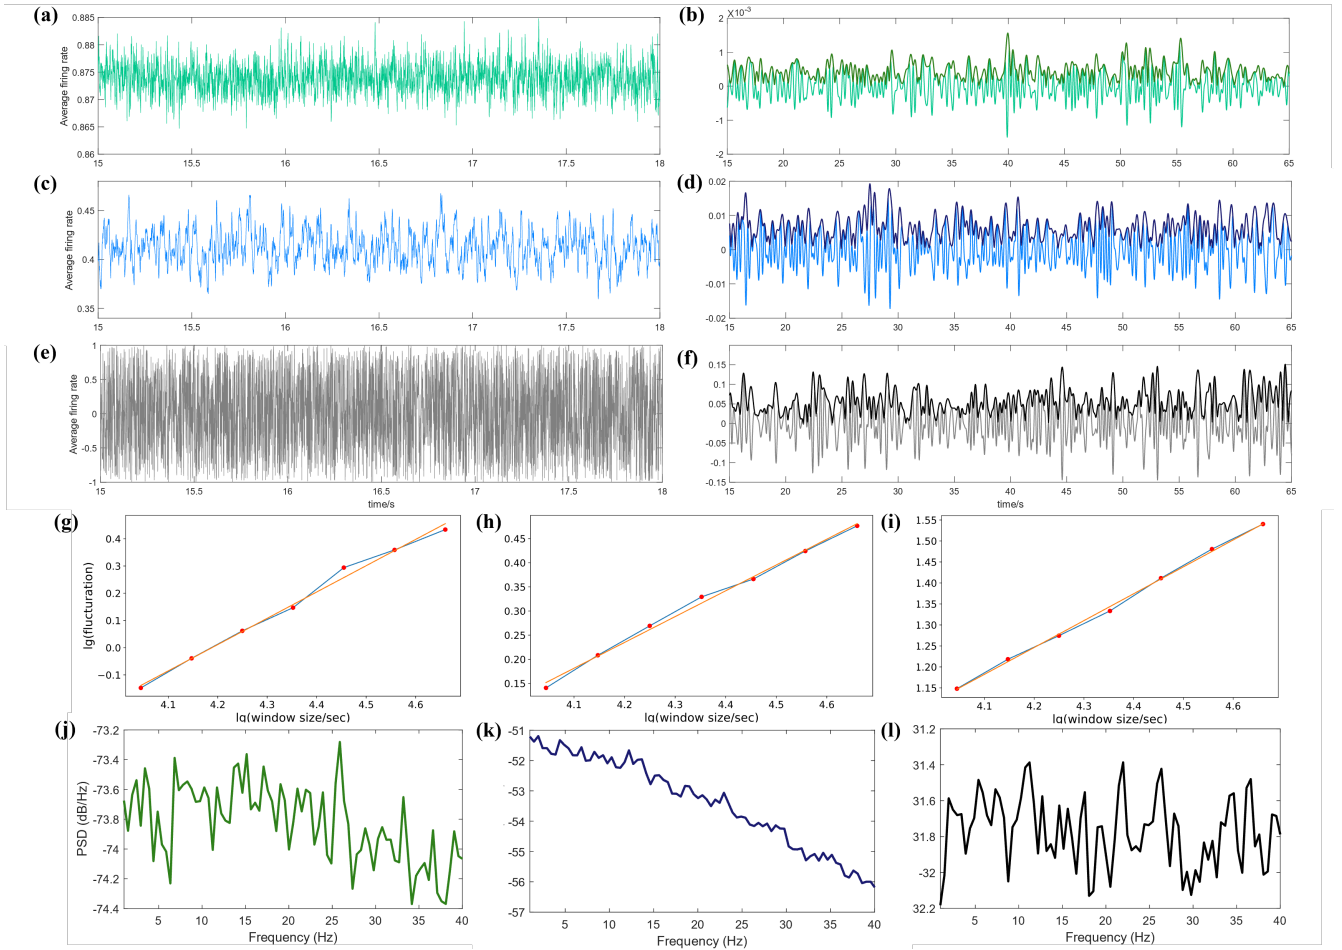 (a)
Average firing rate
0.885
0.88
0.875
0.87
0.865
0.86
15 15.5 16 16.5 17 17.5 18
(b)
×10⁻³
2
1
0
-1
-2
15 20 25 30 35 40 45 50 55 60 65
(c)
Average firing rate
0.45
0.4
0.35
15 15.5 16 16.5 17 17.5 18
(d)
0.02
0.01
0
-0.01
-0.02
15 20 25 30 35 40 45 50 55 60 65
(e)
Average firing rate
1
0.5
0
-0.5
-1
15 15.5 16 16.5 17 17.5 18
time/s
(f)
0.15
0.1
0.05
0
-0.05
-0.1
-0.15
15 20 25 30 35 40 45 50 55 60 65
time/s
(g)
lg(flucturation)
0.4
0.3
0.2
0.1
0.0
−0.1
4.1 4.2 4.3 4.4 4.5 4.6
lg(window size/sec)
(h)
0.45
0.40
0.35
0.30
0.25
0.20
0.15
4.1 4.2 4.3 4.4 4.5 4.6
lg(window size/sec)
(i)
1.55
1.50
1.45
1.40
1.35
1.30
1.25
1.20
1.15
4.1 4.2 4.3 4.4 4.5 4.6
lg(window size/sec)
(j)
PSD (dB/Hz)
-73.2
-73.4
-73.6
-73.8
-74
-74.2
-74.4
5 10 15 20 25 30 35 40
Frequency (Hz)
(k)
-51
-52
-53
-54
-55
-56
-57
5 10 15 20 25 30 35 40
Frequency (Hz)
(l)
31.2
31.6
31.8
32
32.2
5 10 15 20 25 30 35 40
Frequency (Hz)